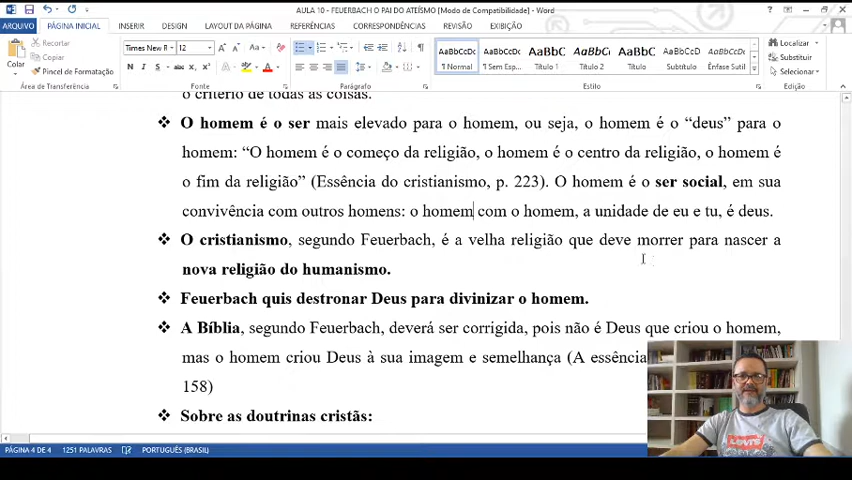 AULA 10 - FEUERBACH O PAI DO ATEÍSMO [Modo de Compatibilidade] - Word
ARQUIVO PÁGINA INICIAL INSERIR DESIGN LAYOUT DA PÁGINA REFERÊNCIAS CORRESPONDÊNCIAS REVISÃO EXIBIÇÃO
Recortar
Copiar
Colar
Pincel de Formatação
Área de Transferência
Times New R 12
Fonte
Parágrafo
AaBbCcDc AaBbCcDc AaBbC AaBbC AaBbC AaBbCcDc AaBbCcDc
¶ Normal ¶ Sem Esp... Título 1 Título 2 Título Subtítulo Ênfase Sutil
Estilo
Localizar
Substituir
Selecionar
Edição
o critério de todas as coisas.
❖ O homem é o ser mais elevado para o homem, ou seja, o homem é o “deus” para o
homem: “O homem é o começo da religião, o homem é o centro da religião, o homem é
o fim da religião” (Essência do cristianismo, p. 223). O homem é o ser social, em sua
convivência com outros homens: o homem com o homem, a unidade de eu e tu, é deus.
❖ O cristianismo, segundo Feuerbach, é a velha religião que deve morrer para nascer a
nova religião do humanismo.
❖ Feuerbach quis destronar Deus para divinizar o homem.
❖ A Bíblia, segundo Feuerbach, deverá ser corrigida, pois não é Deus que criou o homem,
mas o homem criou Deus à sua imagem e semelhança (A essência
158)
❖ Sobre as doutrinas cristãs:
PÁGINA 4 DE 4 1251 PALAVRAS PORTUGUÊS (BRASIL)
LEVI'S